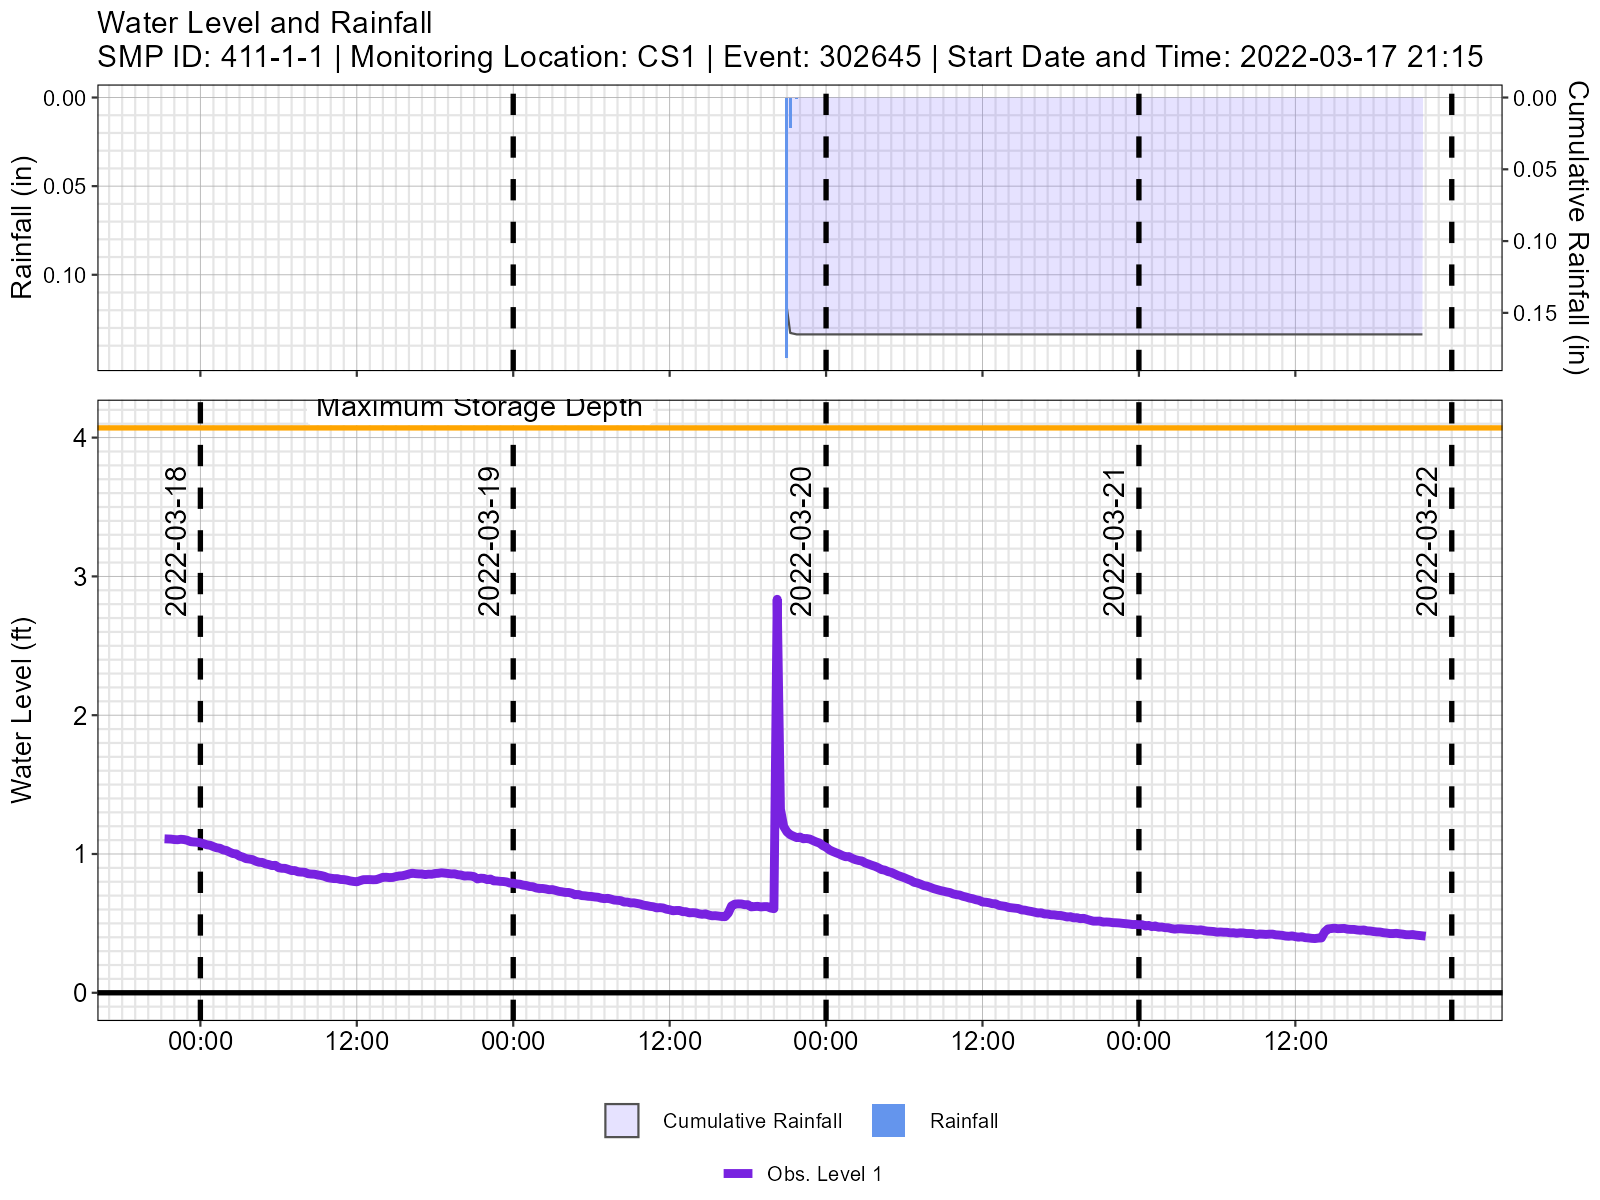 Water Level and Rainfall
SMP ID: 411-1-1 | Monitoring Location: CS1 | Event: 302645 | Start Date and Time: 2022-03-17 21:15
Rainfall (in)
0.00
0.05
0.10
0.00
0.05
0.10
0.15
Cumulative Rainfall (in)
Maximum Storage Depth
Water Level (ft)
4
3
2
1
0
2022-03-18
2022-03-19
2022-03-20
2022-03-21
2022-03-22
00:00
12:00
00:00
12:00
00:00
12:00
00:00
12:00
Cumulative Rainfall
Rainfall
Obs. Level 1